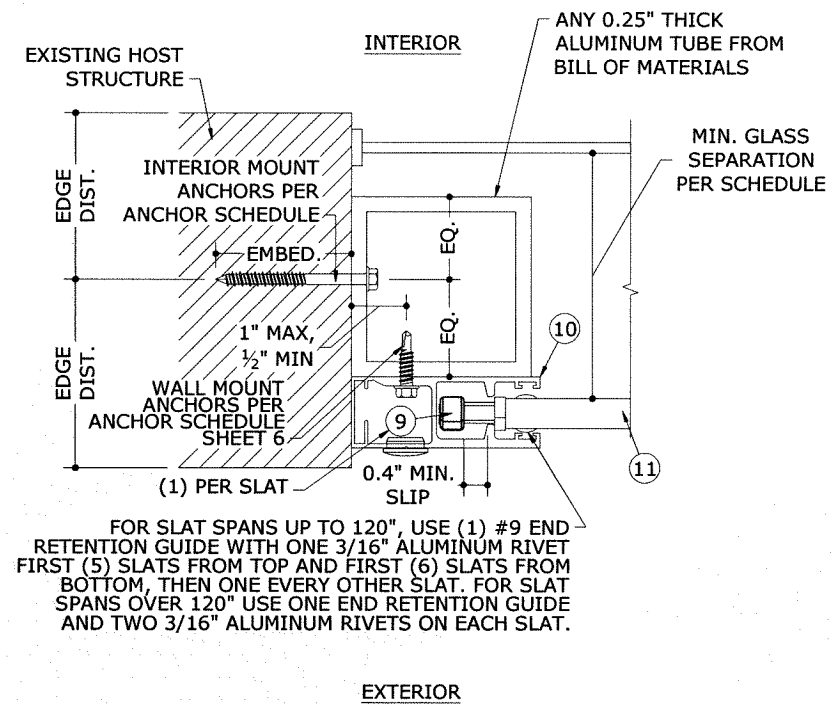 INTERIOR
ANY 0.25" THICK
ALUMINUM TUBE FROM
BILL OF MATERIALS
EXISTING HOST
STRUCTURE
MIN. GLASS
SEPARATION
PER SCHEDULE
INTERIOR MOUNT
ANCHORS PER
ANCHOR SCHEDULE
EDGE
DIST.
EMBED.
EQ.
EQ.
1" MAX,
½" MIN
EDGE
DIST.
WALL MOUNT
ANCHORS PER
ANCHOR SCHEDULE
SHEET 6
10
9
11
(1) PER SLAT
0.4" MIN.
SLIP
FOR SLAT SPANS UP TO 120", USE (1) #9 END
RETENTION GUIDE WITH ONE 3/16" ALUMINUM RIVET
FIRST (5) SLATS FROM TOP AND FIRST (6) SLATS FROM
BOTTOM, THEN ONE EVERY OTHER SLAT. FOR SLAT
SPANS OVER 120" USE ONE END RETENTION GUIDE
AND TWO 3/16" ALUMINUM RIVETS ON EACH SLAT.
EXTERIOR